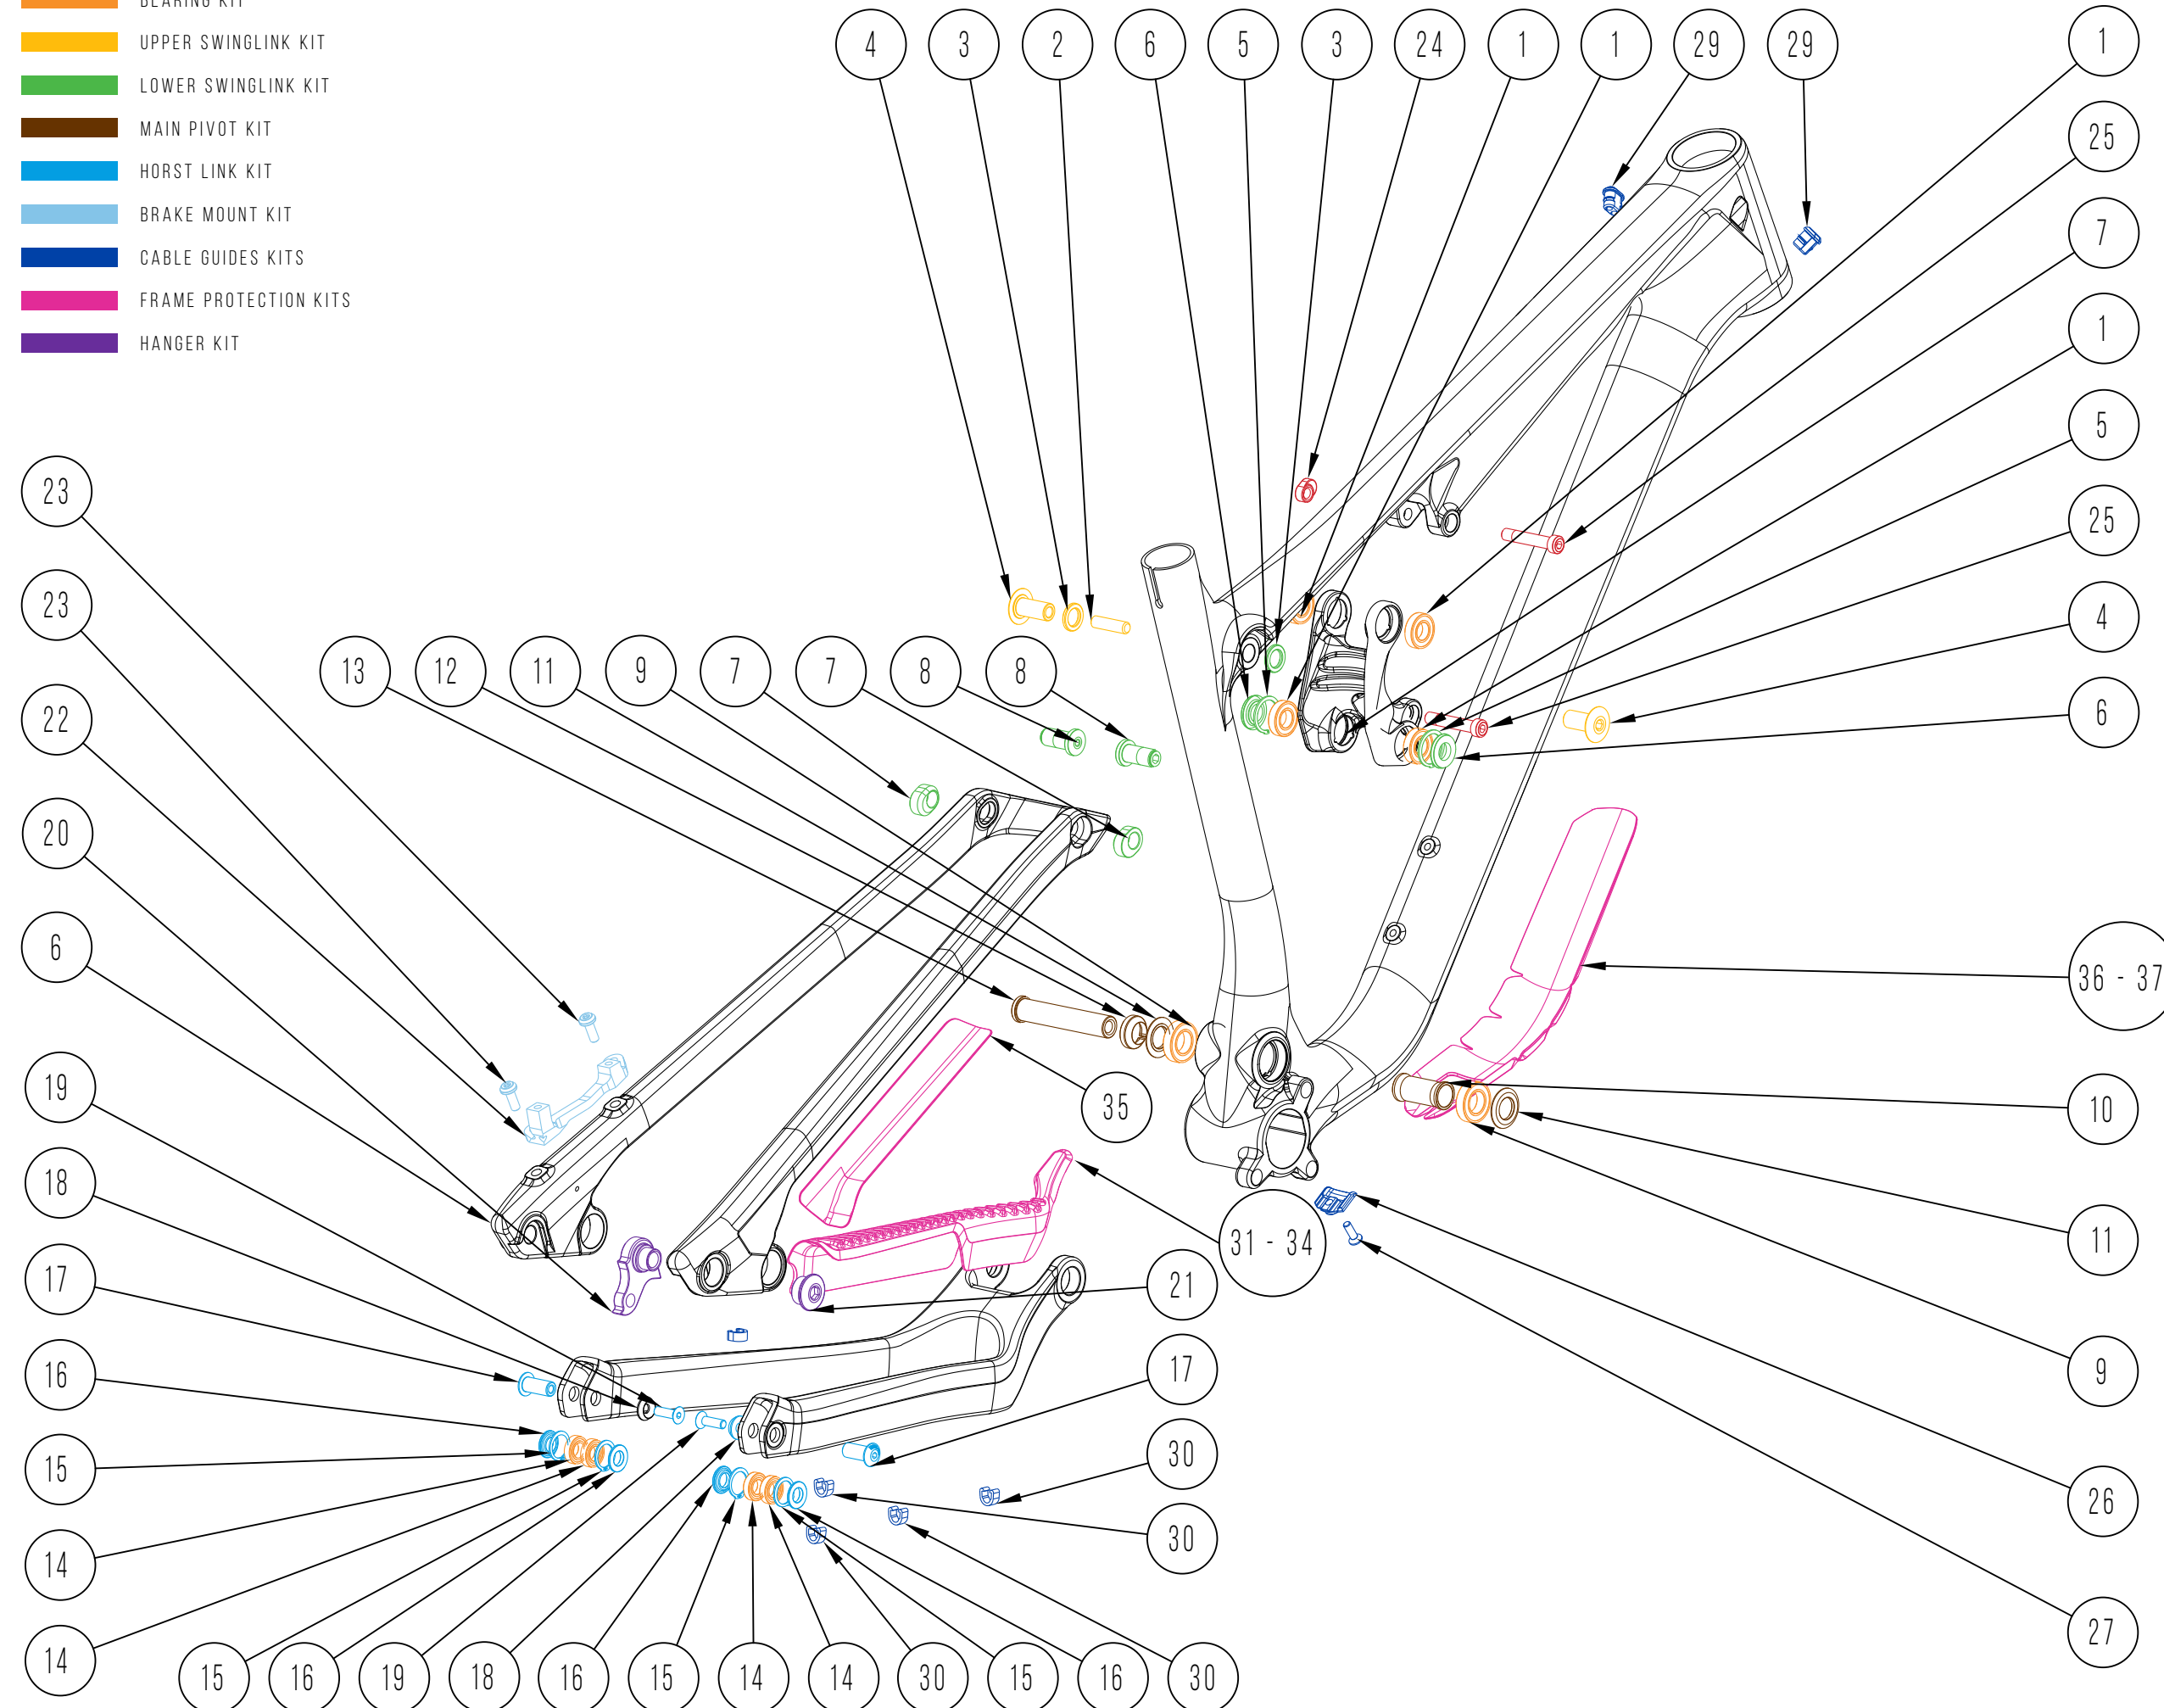 BEARING KIT
UPPER SWINGLINK KIT
LOWER SWINGLINK KIT
MAIN PIVOT KIT
HORST LINK KIT
BRAKE MOUNT KIT
CABLE GUIDES KITS
FRAME PROTECTION KITS
HANGER KIT
4 3 2 6 5 3 24 1 1 29 29 1
25
7
1
5
25
4
6
23
23
13 12 11 9 7 7 8 8
22
20
6
36 - 37
19
35
10
18
31 - 34
11
17
21
16
17
9
15
30
26
14
30
27
14
15 16 19 18 16 15 14 14 30 15 16 30